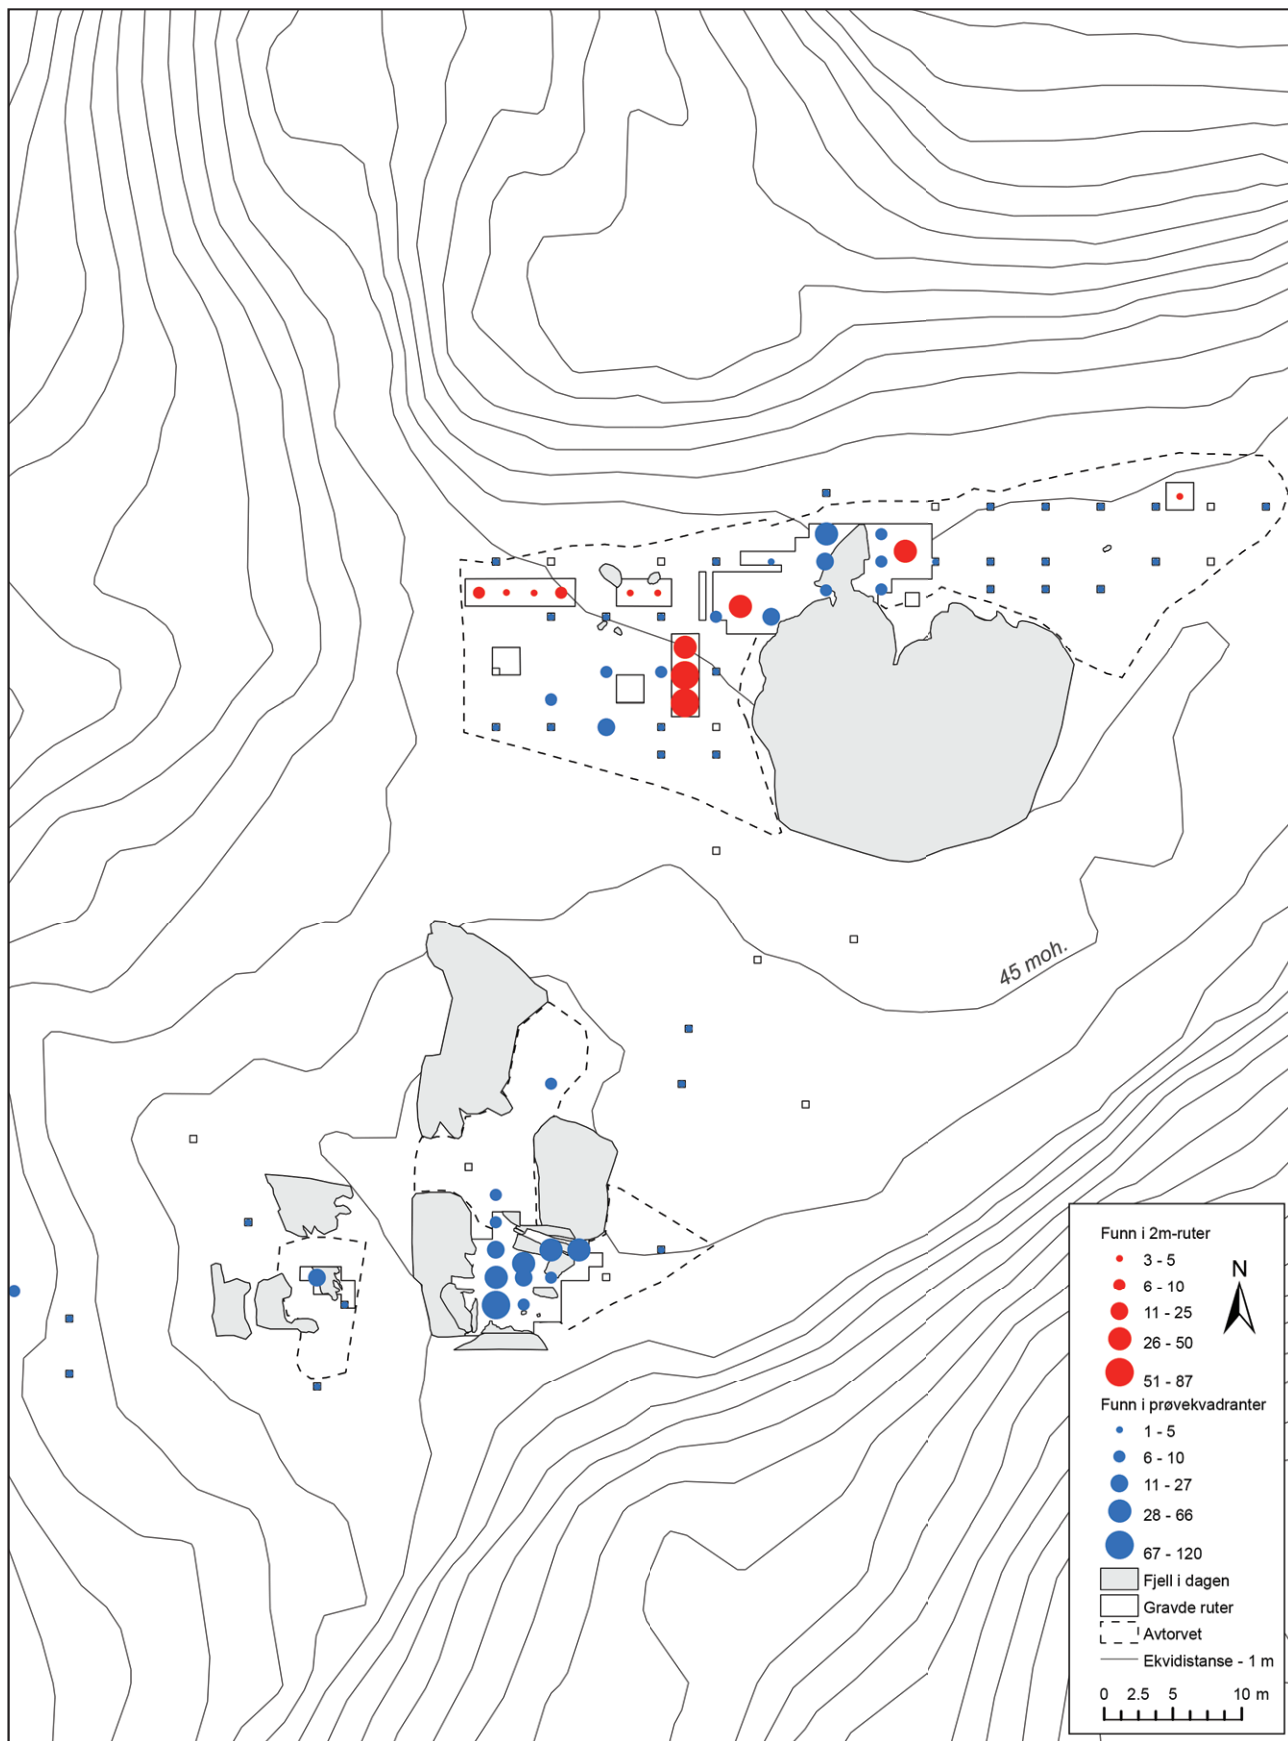 45 moh.
Funn i 2m-ruter
3 - 5
6 - 10
11 - 25
26 - 50
51 - 87
N
Funn i prøvekvadranter
1 - 5
6 - 10
11 - 27
28 - 66
67 - 120
Fjell i dagen
Gravde ruter
Avtorvet
Ekvidistanse - 1 m
0 2.5 5 10 m